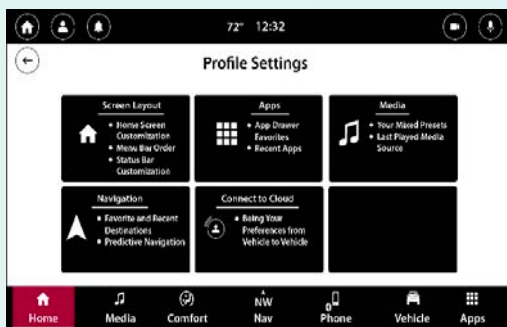 72° 12:32
Profile Settings
Screen Layout
• Home Screen
Customization
• Menu Bar Order
• Status Bar
Customization
Apps
• App Drawer
Favorites
• Recent Apps
Media
• Your Mixed Presets
• Last Played Media
Source
Navigation
• Favorite and Recent
Destinations
• Predictive Navigation
Connect to Cloud
• Being Your
Preferences from
Vehicle to Vehicle
NW
Home Media Comfort Nav Phone Vehicle Apps